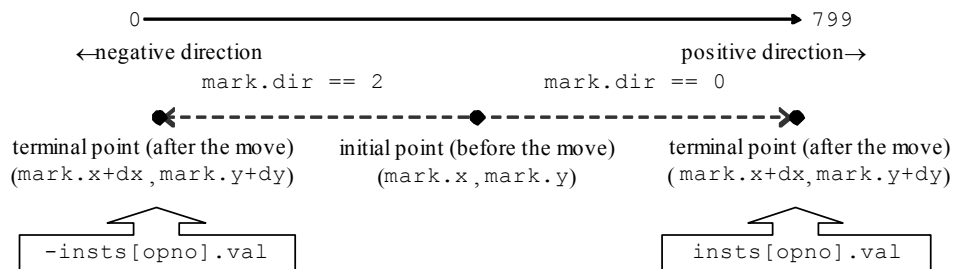 0 799
←negative direction positive direction→
mark.dir == 2 mark.dir == 0
terminal point (after the move) initial point (before the move) terminal point (after the move)
(mark.x+dx,mark.y+dy) (mark.x,mark.y) (mark.x+dx,mark.y+dy)
-insts[opno].val insts[opno].val